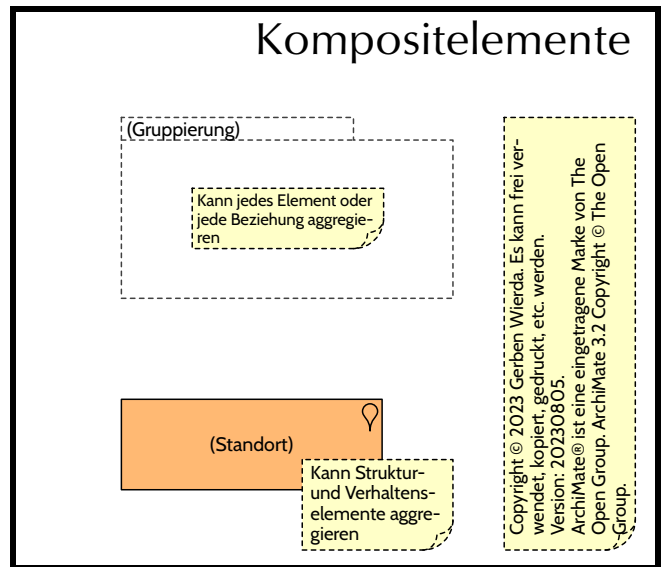 Kompositelemente
(Gruppierung)
Kann jedes Element oder
jede Beziehung aggregie-
ren
(Standort)
Kann Struktur-
und Verhaltens-
elemente aggre-
gieren
Copyright © 2023 Gerben Wierda. Es kann frei ver-
wendet, kopiert, gedruckt, etc. werden.
Version: 20230805.
ArchiMate® ist eine eingetragene Marke von The
Open Group. ArchiMate 3.2 Copyright © The Open
Group.